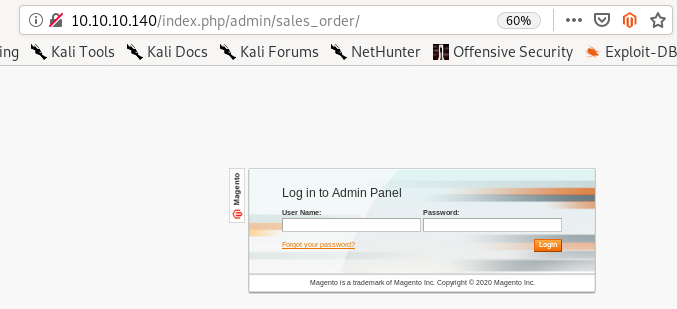 10.10.10.140/index.php/admin/sales_order/
60%
ing Kali Tools Kali Docs Kali Forums NetHunter Offensive Security Exploit-DB
Magento
Log in to Admin Panel
User Name: Password:
Forgot your password? Login
Magento is a trademark of Magento Inc. Copyright © 2020 Magento Inc.